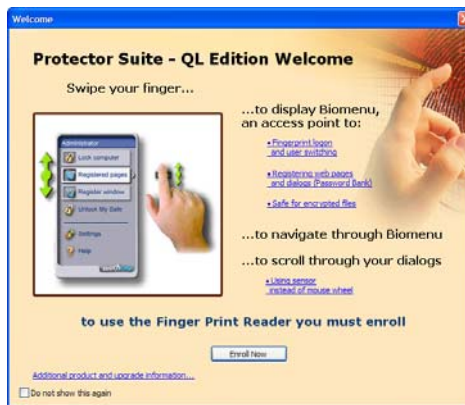 Welcome
Protector Suite - QL Edition Welcome
Swipe your finger...
...to display Biomenu,
an access point to:
• Fingerprint logon
and user switching
• Registering web pages
and dialogs (Password Bank)
• Safe for encrypted files
Administrator
Lock computer
Registered pages
Register window
Unlock My Safe
Settings
Help
...to navigate through Biomenu
...to scroll through your dialogs
• Using sensor
instead of mouse wheel
to use the Finger Print Reader you must enroll
Enroll Now
Additional product and upgrade information...
Do not show this again